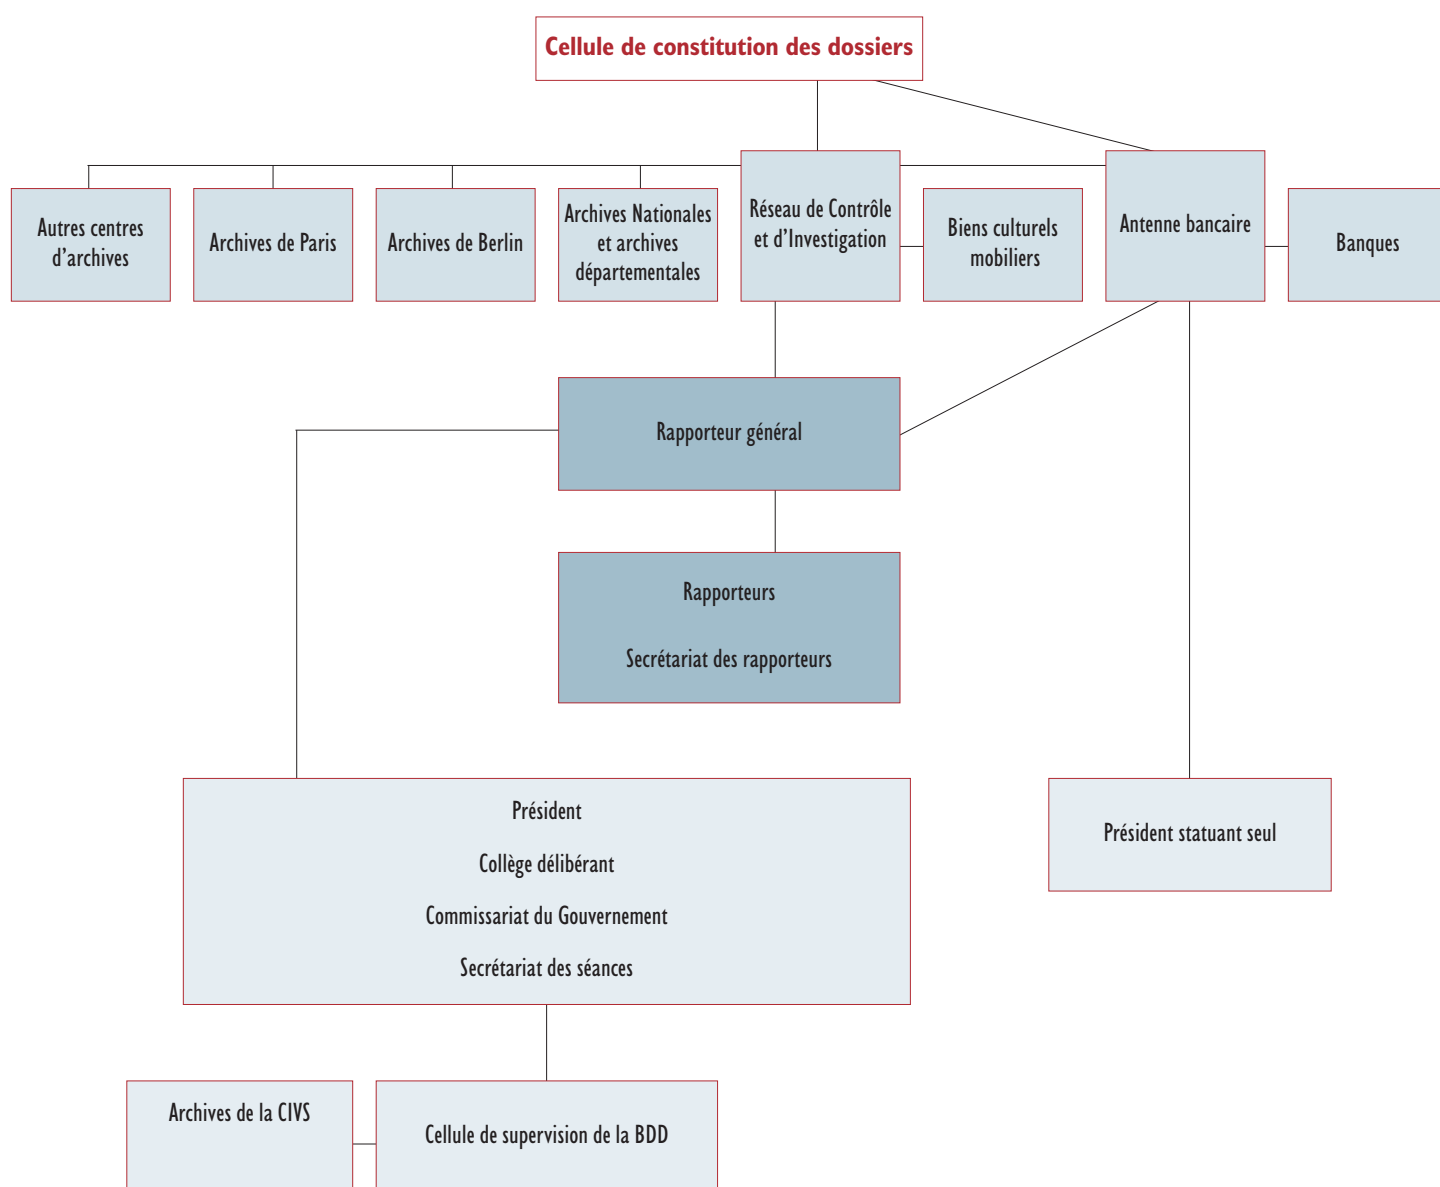 Cellule de constitution des dossiers
Autres centres
d'archives
Archives de Paris
Archives de Berlin
Archives Nationales
et archives
départementales
Réseau de Contrôle
et d'Investigation
Biens culturels
mobiliers
Antenne bancaire
Banques
Rapporteur général
Rapporteurs
Secrétariat des rapporteurs
Président
Collège délibérant
Commissariat du Gouvernement
Secrétariat des séances
Président statuant seul
Archives de la CIVS
Cellule de supervision de la BDD